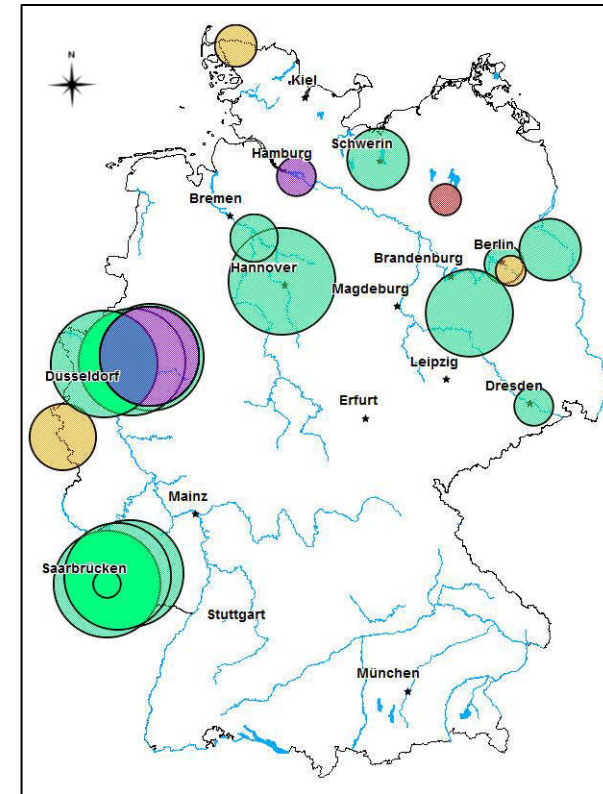 N
Kiel
Schwerin
Hamburg
Bremen
Berlin
Brandenburg
Hannover
Magdeburg
Leipzig
Düsseldorf
Dresden
Erfurt
Mainz
Saarbrücken
Stuttgart
München